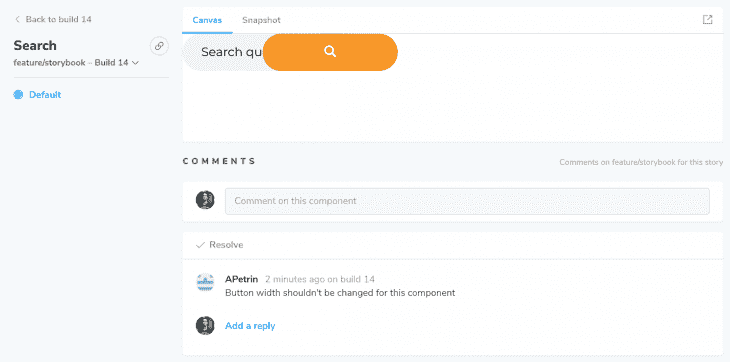 Back to build 14
Search
feature/storybook – Build 14
Default
Canvas
Snapshot
Search qu
COMMENTS
Comments on feature/storybook for this story
Comment on this component
Resolve
APetrin 2 minutes ago on build 14
Button width shouldn't be changed for this component
Add a reply